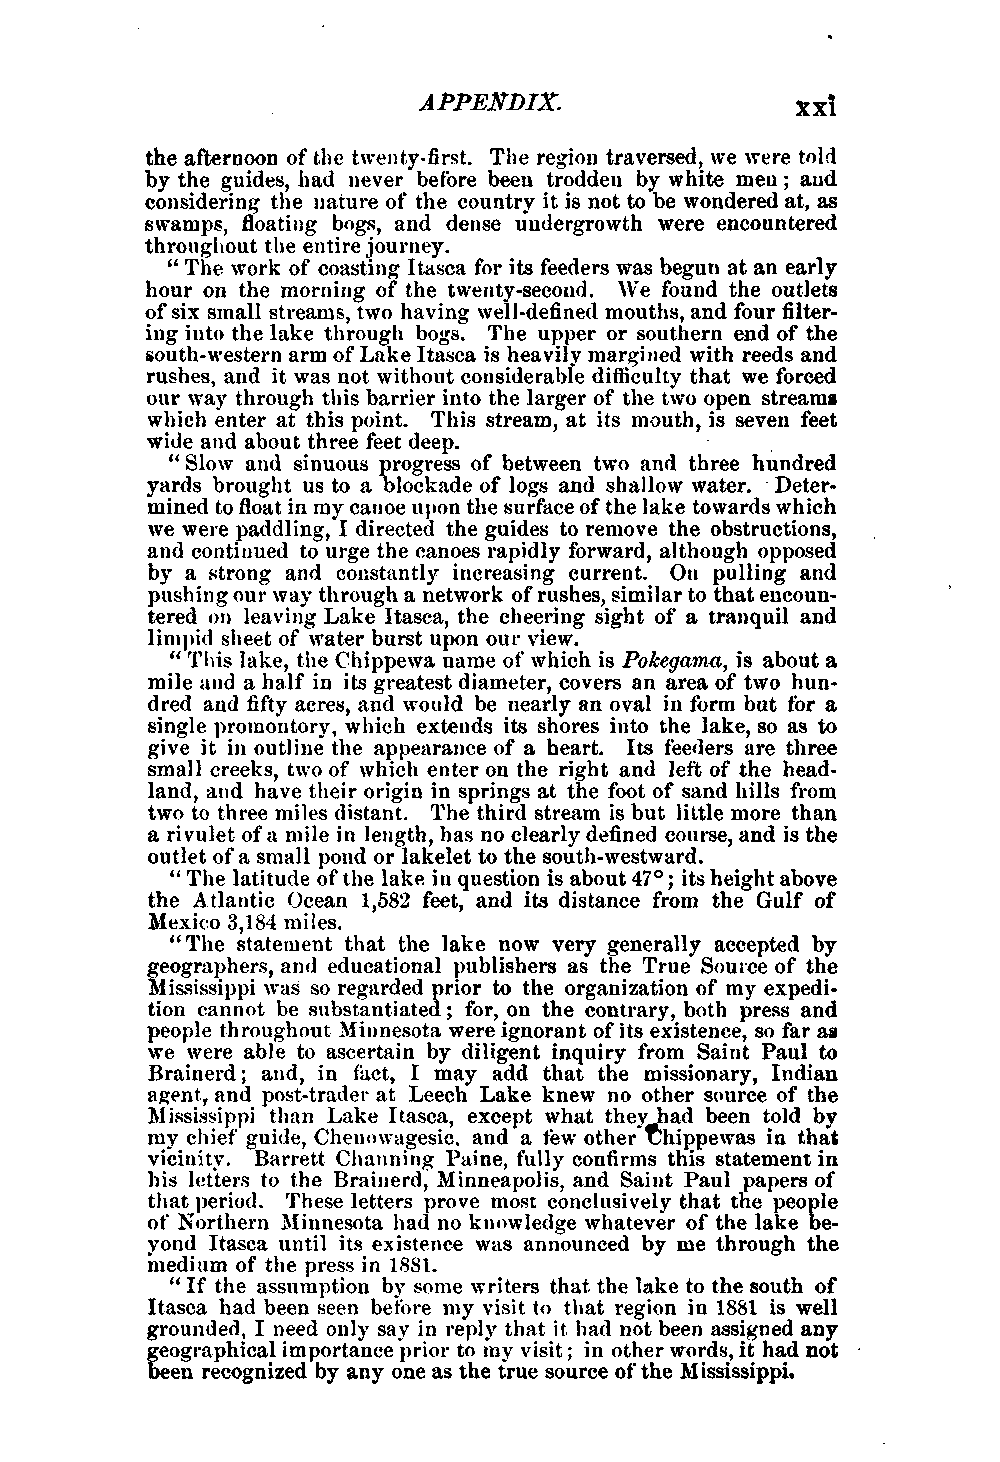 APPENDIX. xxi
the afternoon of the twenty-first. The region traversed, we were told
by the guides, had never before been trodden by white men; and
considering the nature of the country it is not to be wondered at, as
swamps, floating bogs, and dense undergrowth were encountered
throughout the entire journey.
"The work of coasting Itasca for its feeders was begun at an early
hour on the morning of the twenty-second. We found the outlets
of six small streams, two having well-defined mouths, and four filter-
ing into the lake through bogs. The upper or southern end of the
south-western arm of Lake Itasca is heavily margined with reeds and
rushes, and it was not without considerable difficulty that we forced
our way through this barrier into the larger of the two open streams
which enter at this point. This stream, at its mouth, is seven feet
wide and about three feet deep.
"Slow and sinuous progress of between two and three hundred
yards brought us to a blockade of logs and shallow water. Deter-
mined to float in my canoe upon the surface of the lake towards which
we were paddling, I directed the guides to remove the obstructions,
and continued to urge the canoes rapidly forward, although opposed
by a strong and constantly increasing current. On pulling and
pushing our way through a network of rushes, similar to that encoun-
tered on leaving Lake Itasca, the cheering sight of a tranquil and
limpid sheet of water burst upon our view.
"This lake, the Chippewa name of which is Pokegama, is about a
mile and a half in its greatest diameter, covers an area of two hun-
dred and fifty acres, and would be nearly an oval in form but for a
single promontory, which extends its shores into the lake, so as to
give it in outline the appearance of a heart. Its feeders are three
small creeks, two of which enter on the right and left of the head-
land, and have their origin in springs at the foot of sand hills from
two to three miles distant. The third stream is but little more than
a rivulet of a mile in length, has no clearly defined course, and is the
outlet of a small pond or lakelet to the south-westward.
"The latitude of the lake in question is about 47°; its height above
the Atlantic Ocean 1,582 feet, and its distance from the Gulf of
Mexico 3,184 miles.
"The statement that the lake now very generally accepted by
geographers, and educational publishers as the True Source of the
Mississippi was so regarded prior to the organization of my expedi-
tion cannot be substantiated; for, on the contrary, both press and
people throughout Minnesota were ignorant of its existence, so far as
we were able to ascertain by diligent inquiry from Saint Paul to
Brainerd; and, in fact, I may add that the missionary, Indian
agent, and post-trader at Leech Lake knew no other source of the
Mississippi than Lake Itasca, except what they had been told by
my chief guide, Chenowagesic, and a few other Chippewas in that
vicinity. Barrett Channing Paine, fully confirms this statement in
his letters to the Brainerd, Minneapolis, and Saint Paul papers of
that period. These letters prove most conclusively that the people
of Northern Minnesota had no knowledge whatever of the lake be-
yond Itasca until its existence was announced by me through the
medium of the press in 1881.
"If the assumption by some writers that the lake to the south of
Itasca had been seen before my visit to that region in 1881 is well
grounded, I need only say in reply that it had not been assigned any
geographical importance prior to my visit; in other words, it had not
been recognized by any one as the true source of the Mississippi.